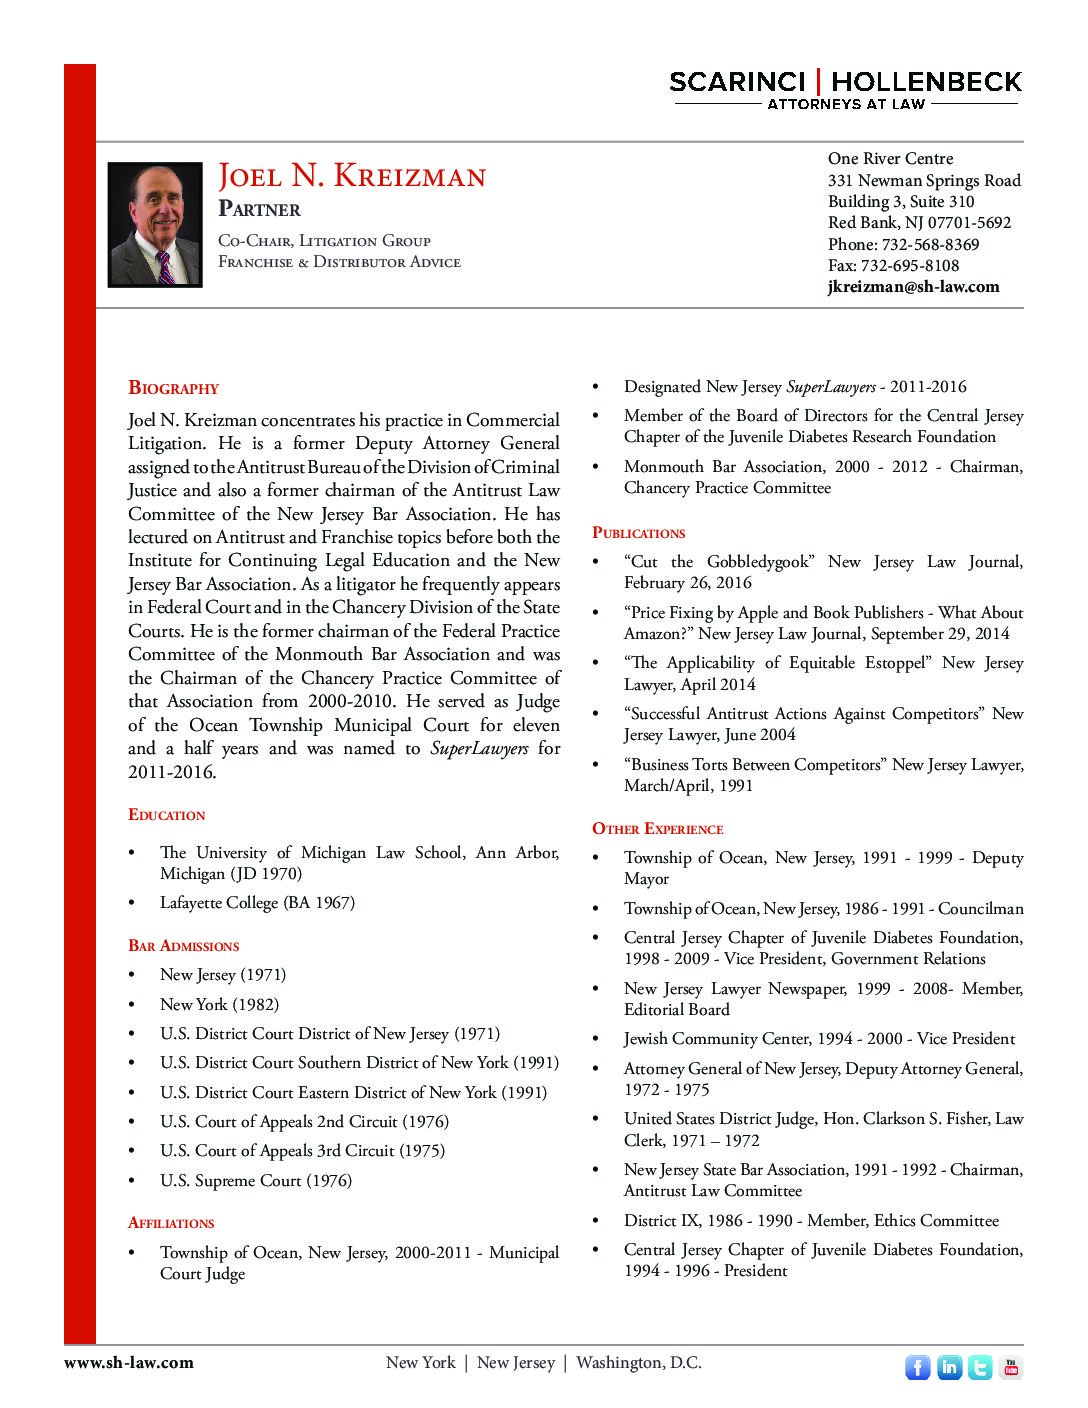 SCARINCI | HOLLENBECK
ATTORNEYS AT LAW
Joel N. Kreizman
Partner
Co-Chair, Litigation Group
Franchise & Distributor Advice
One River Centre
331 Newman Springs Road
Building 3, Suite 310
Red Bank, NJ 07701-5692
Phone: 732-568-8369
Fax: 732-695-8108
jkreizman@sh-law.com
Biography
Joel N. Kreizman concentrates his practice in Commercial
Litigation. He is a former Deputy Attorney General
assigned to the Antitrust Bureau of the Division of Criminal
Justice and also a former chairman of the Antitrust Law
Committee of the New Jersey Bar Association. He has
lectured on Antitrust and Franchise topics before both the
Institute for Continuing Legal Education and the New
Jersey Bar Association. As a litigator he frequently appears
in Federal Court and in the Chancery Division of the State
Courts. He is the former chairman of the Federal Practice
Committee of the Monmouth Bar Association and was
the Chairman of the Chancery Practice Committee of
that Association from 2000-2010. He served as Judge
of the Ocean Township Municipal Court for eleven
and a half years and was named to SuperLawyers for
2011-2016.
Education
• The University of Michigan Law School, Ann Arbor,
Michigan (JD 1970)
• Lafayette College (BA 1967)
Bar Admissions
• New Jersey (1971)
• New York (1982)
• U.S. District Court District of New Jersey (1971)
• U.S. District Court Southern District of New York (1991)
• U.S. District Court Eastern District of New York (1991)
• U.S. Court of Appeals 2nd Circuit (1976)
• U.S. Court of Appeals 3rd Circuit (1975)
• U.S. Supreme Court (1976)
Affiliations
• Township of Ocean, New Jersey, 2000-2011 - Municipal
Court Judge
• Designated New Jersey SuperLawyers - 2011-2016
• Member of the Board of Directors for the Central Jersey
Chapter of the Juvenile Diabetes Research Foundation
• Monmouth Bar Association, 2000 - 2012 - Chairman,
Chancery Practice Committee
Publications
• “Cut the Gobbledygook” New Jersey Law Journal,
February 26, 2016
• “Price Fixing by Apple and Book Publishers - What About
Amazon?” New Jersey Law Journal, September 29, 2014
• “The Applicability of Equitable Estoppel” New Jersey
Lawyer, April 2014
• “Successful Antitrust Actions Against Competitors” New
Jersey Lawyer, June 2004
• “Business Torts Between Competitors” New Jersey Lawyer,
March/April, 1991
Other Experience
• Township of Ocean, New Jersey, 1991 - 1999 - Deputy
Mayor
• Township of Ocean, New Jersey, 1986 - 1991 - Councilman
• Central Jersey Chapter of Juvenile Diabetes Foundation,
1998 - 2009 - Vice President, Government Relations
• New Jersey Lawyer Newspaper, 1999 - 2008- Member,
Editorial Board
• Jewish Community Center, 1994 - 2000 - Vice President
• Attorney General of New Jersey, Deputy Attorney General,
1972 - 1975
• United States District Judge, Hon. Clarkson S. Fisher, Law
Clerk, 1971 – 1972
• New Jersey State Bar Association, 1991 - 1992 - Chairman,
Antitrust Law Committee
• District IX, 1986 - 1990 - Member, Ethics Committee
• Central Jersey Chapter of Juvenile Diabetes Foundation,
1994 - 1996 - President
www.sh-law.com
New York | New Jersey | Washington, D.C.
f in t You Tube